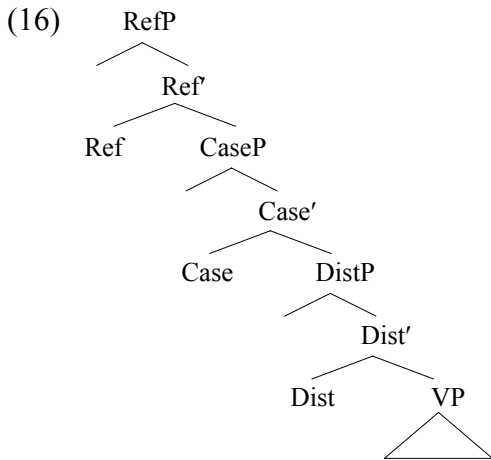 (16) RefP
Ref′
Ref CaseP
Case′
Case DistP
Dist′
Dist VP